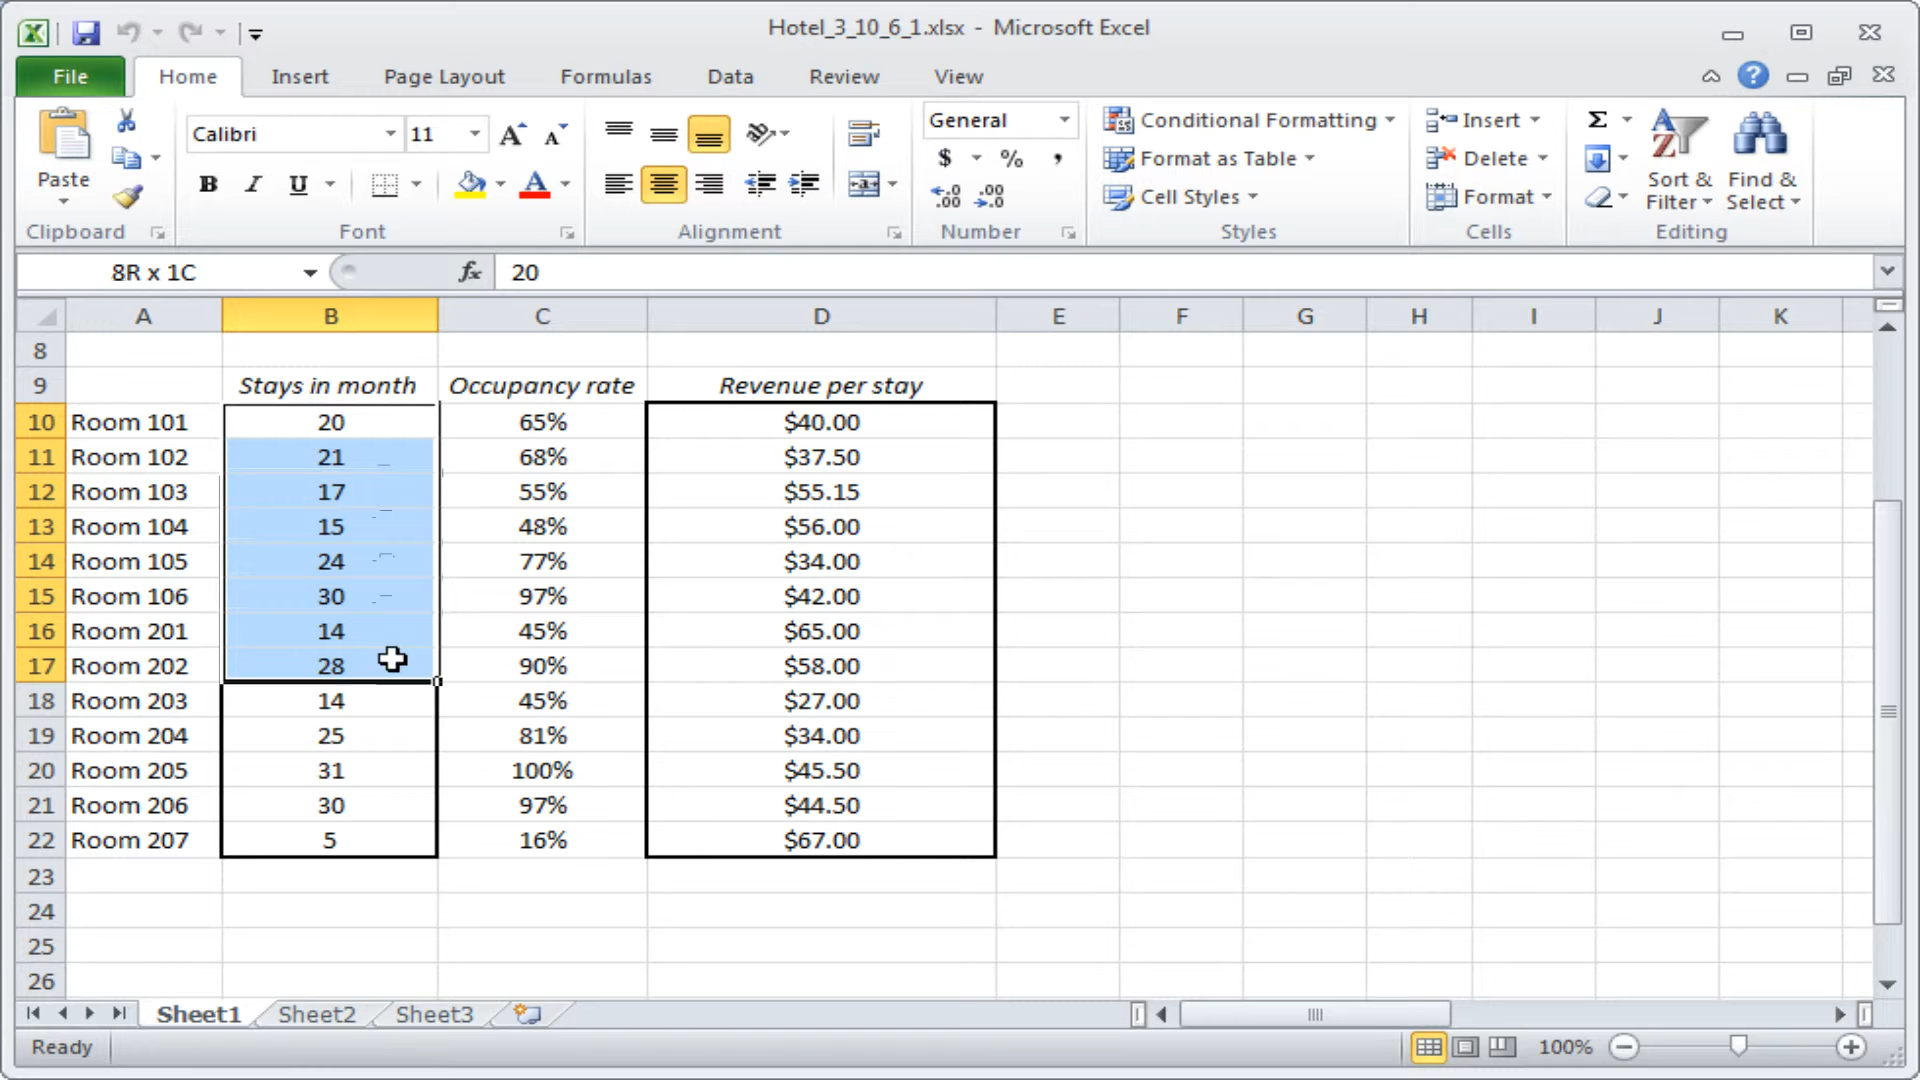 Hotel_3_10_6_1.xlsx - Microsoft Excel
File Home Insert Page Layout Formulas Data Review View
Paste
Clipboard
Calibri 11
B I U A
Font
Alignment
General
$ % ,
Number
Conditional Formatting
Format as Table
Cell Styles
Styles
Insert
Delete
Format
Cells
Σ
Sort & Filter
Find & Select
Editing
8R x 1C fx 20
A B C D E F G H I J K
8
9 Stays in month Occupancy rate Revenue per stay
10 Room 101 20 65% $40.00
11 Room 102 21 68% $37.50
12 Room 103 17 55% $55.15
13 Room 104 15 48% $56.00
14 Room 105 24 77% $34.00
15 Room 106 30 97% $42.00
16 Room 201 14 45% $65.00
17 Room 202 28 90% $58.00
18 Room 203 14 45% $27.00
19 Room 204 25 81% $34.00
20 Room 205 31 100% $45.50
21 Room 206 30 97% $44.50
22 Room 207 5 16% $67.00
23
24
25
26
Sheet1 Sheet2 Sheet3
Ready 100%